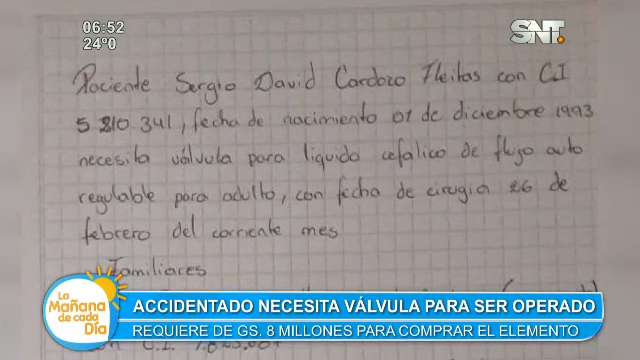 06:52
24°0
SNT
Paciente Sergio David Cardozo Fleitas con CI
5 210 341, fecha de nacimiento 01 de diciembre 1993
necesita válvula para liquido cefalico de flujo auto
regulable para adulto, con fecha de cirugia 26 de
febrero del corriente mes
Familiares
La
Mañana
de cada
Día
ACCIDENTADO NECESITA VÁLVULA PARA SER OPERADO
REQUIERE DE GS. 8 MILLONES PARA COMPRAR EL ELEMENTO